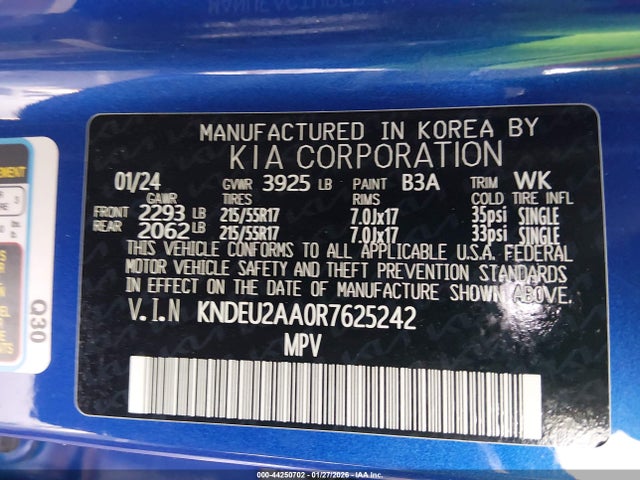 MANUFACTURED IN KOREA BY
KIA CORPORATION
01/24 GVWR 3925 LB PAINT B3A TRIM WK
GAWR TIRES RIMS COLD TIRE INFL
FRONT 2293 LB 215/55R17 7.0Jx17 35psi SINGLE
REAR 2062 LB 215/55R17 7.0Jx17 33psi SINGLE
THIS VEHICLE CONFORMS TO ALL APPLICABLE U.S.A. FEDERAL
MOTOR VEHICLE SAFETY AND THEFT PREVENTION STANDARDS
IN EFFECT ON THE DATE OF MANUFACTURE SHOWN ABOVE.
V.I.N KNDEU2AA0R7625242
MPV
Q30
000-44250702 - 01/27/2026 - IAA Inc.